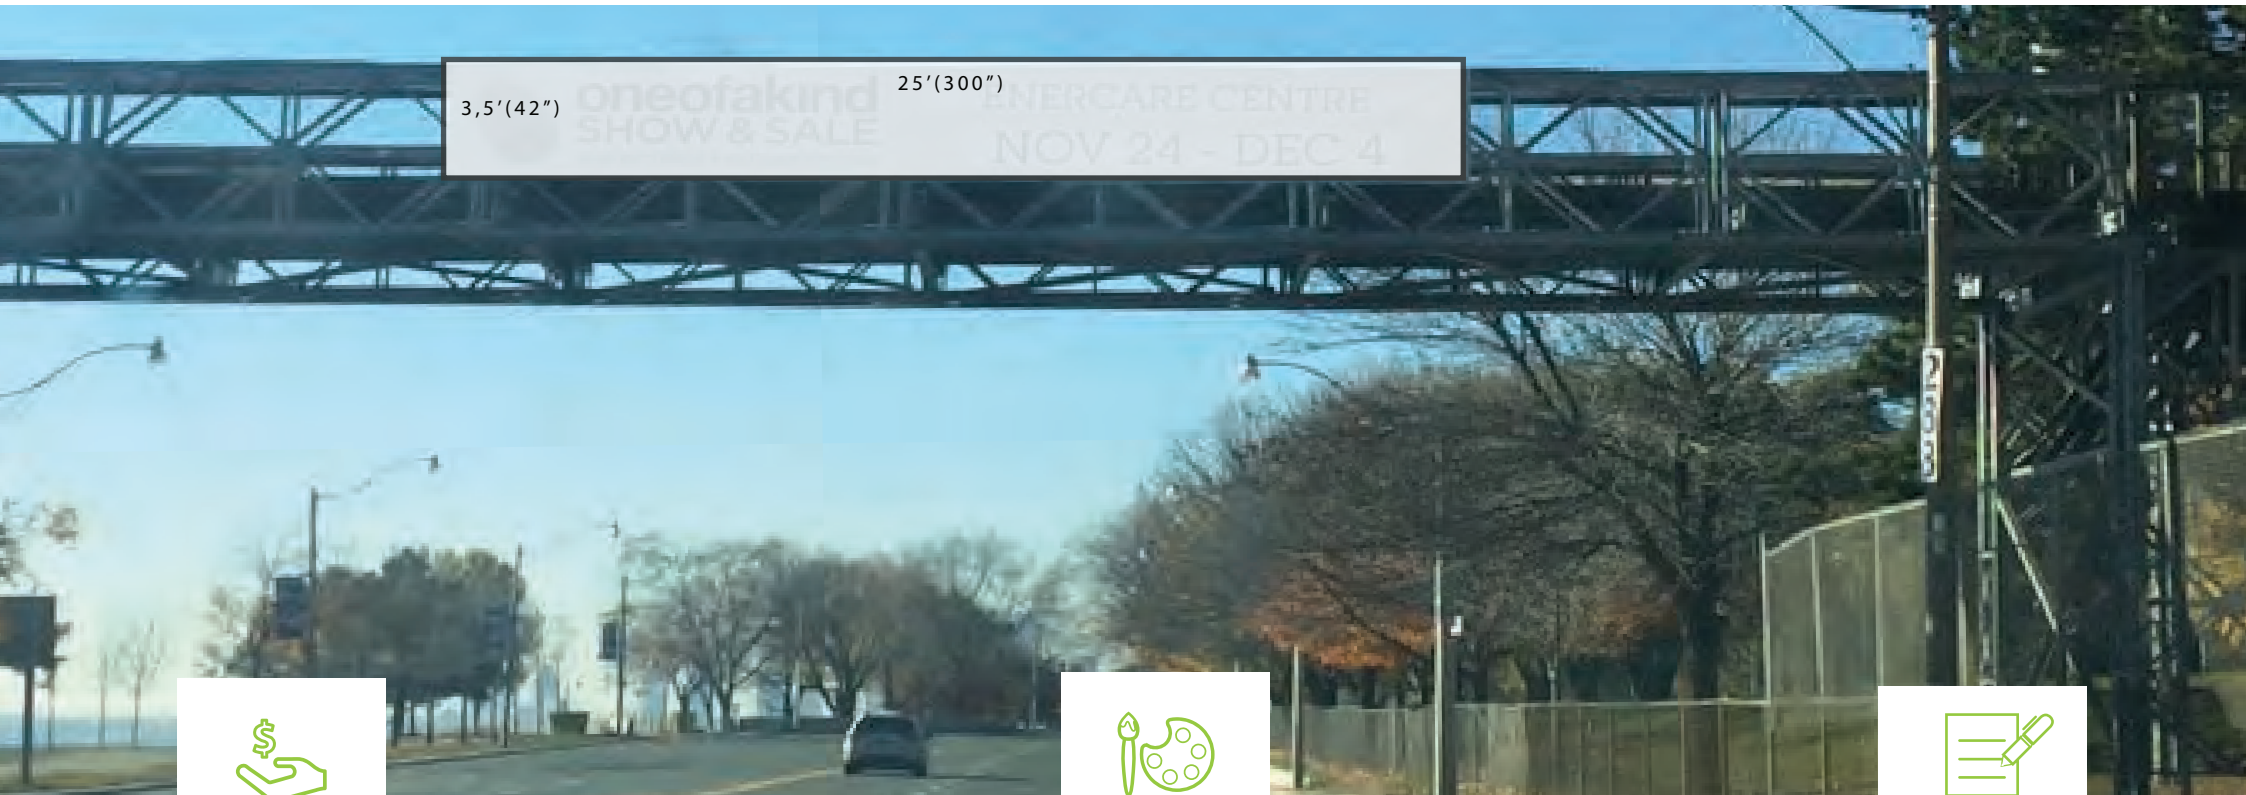 25’(300”)
3,5’(42”)
oneofakind
SHOW & SALE
ENERCARE CENTRE
NOV 24 - DEC 4
$